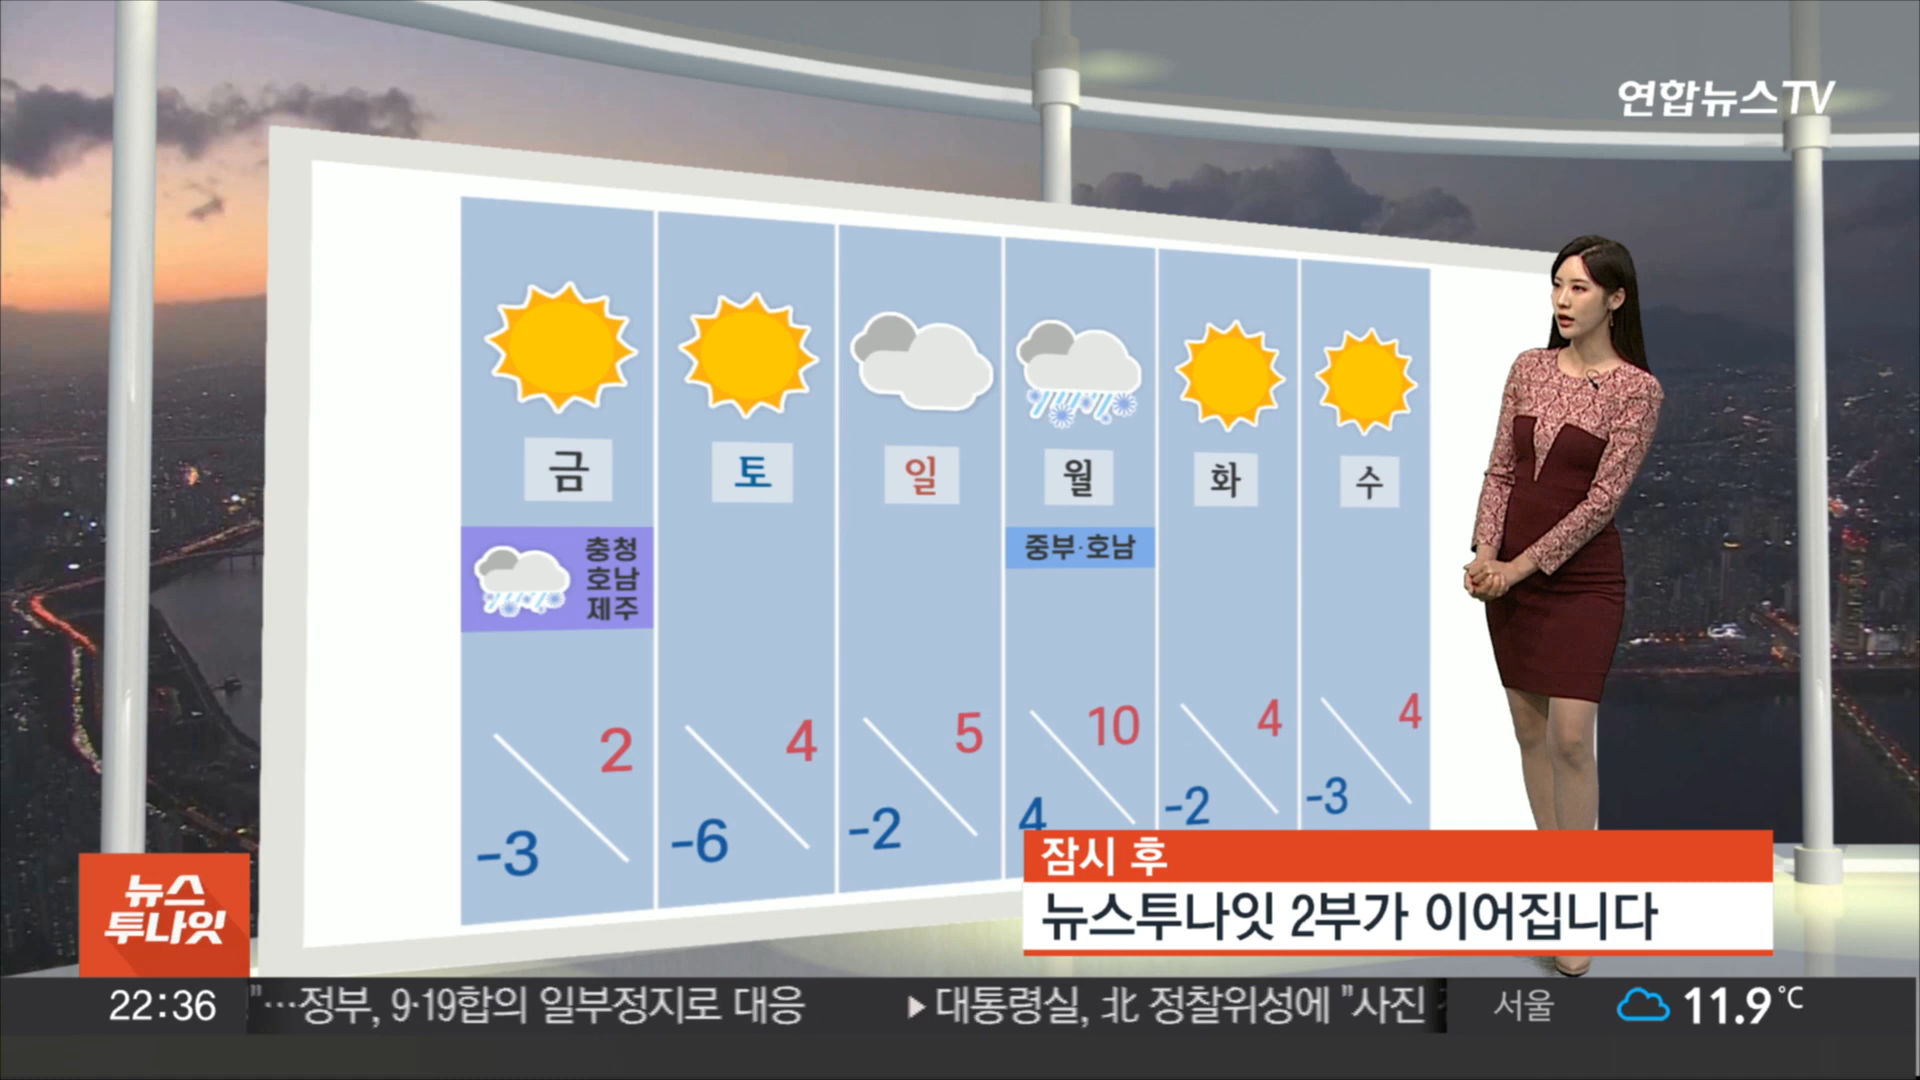 연합뉴스TV
금
토
일
월
화
수
충청
호남
제주
중부·호남
2
-3
4
-6
5
-2
10
4
4
-2
4
-3
잠시 후
뉴스투나잇 2부가 이어집니다
뉴스
투나잇
22:36
"…정부, 9·19합의 일부정지로 대응
▶대통령실, 北 정찰위성에 "사진
서울
11.9℃